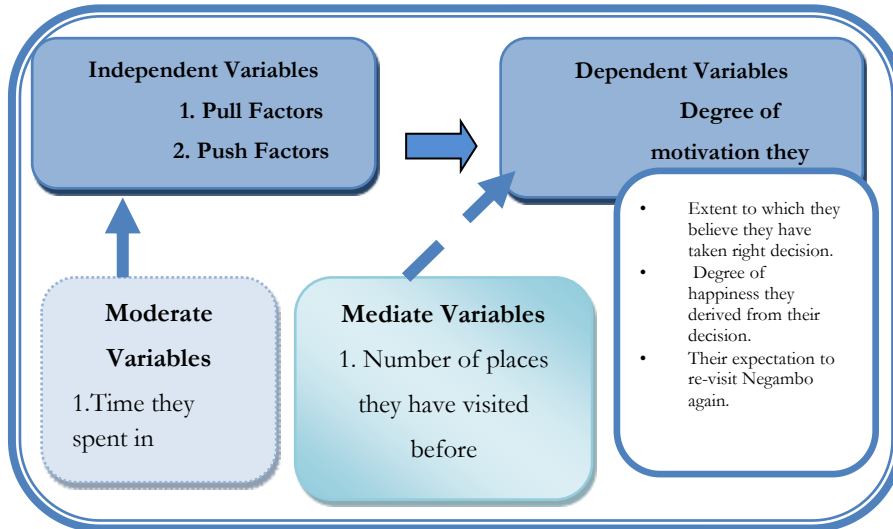 Independent Variables
1. Pull Factors
2. Push Factors
Dependent Variables
Degree of
motivation they
• Extent to which they
believe they have
taken right decision.
• Degree of
happiness they
derived from their
decision.
• Their expectation to
re-visit Negambo
again.
Moderate
Variables
1.Time they
spent in
Mediate Variables
1. Number of places
they have visited
before